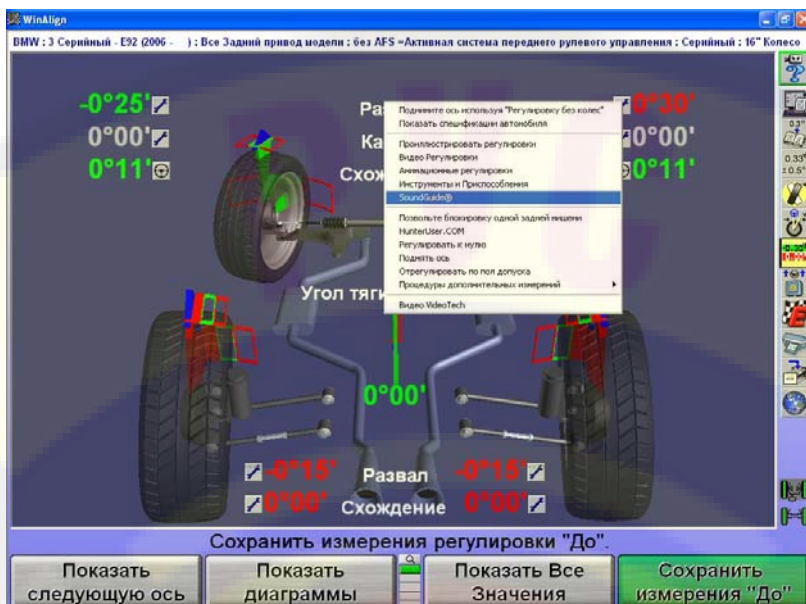 WinAlign
BMW : 3 Серийный - E92 (2006 - ) : Все Задний привод модели : без AFS =Активная система переднего рулевого управления : Серийный : 16" Колесо
-0°25' Ра 0°30'
0°00' Ка 0°00'
0°11' Схож 0°11'
Поднимите ось используя "Регулировку без колес"
Показать спецификации автомобиля
Проиллюстрировать регулировки
Видео Регулировки
Анимационные регулировки
Инструменты и Приспособления
SoundGuide®
Позвольте блокировку одной задней мишени
HunterUser.COM
Регулировать к нулю
Поднять ось
Отрегулировать по пол допуска
Процедуры дополнительных измерений
Видео VideoTech
Угол тяги
0°00'
-0°15' Развал -0°15'
0°00' Схождение 0°00'
Сохранить измерения регулировки "До".
Показать следующую ось
Показать диаграммы
Показать Все Значения
Сохранить измерения "До"